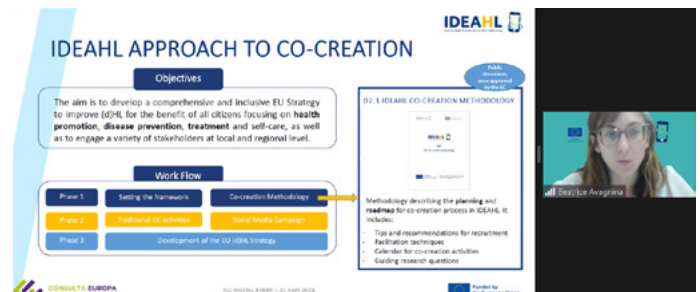 IDEAHL
IDEAHL APPROACH TO CO-CREATION
Objectives
The aim is to develop a comprehensive and inclusive EU Strategy
to improve (d)HL for the benefit of all citizens focusing on health
promotion, disease prevention, treatment and self-care, as well
as to engage a variety of stakeholders at local and regional level.
Work Flow
Phase 1 Setting the framework Co-creation Methodology
Phase 2 Traditional CC activities Social Media Campaign
Phase 3 Development of the EU (d)HL Strategy
Public
document,
once approved
by the EC
D2.1 IDEAHL CO-CREATION METHODOLOGY
IDEAHL
Methodology describing the planning and
roadmap for co-creation process in IDEAHL. It
includes:
- Tips and recommendations for recruitment
- Facilitation techniques
- Calendar for co-creation activities
- Guiding research questions
CONSULTA EUROPA
Funded by
Beatrice Avagnina